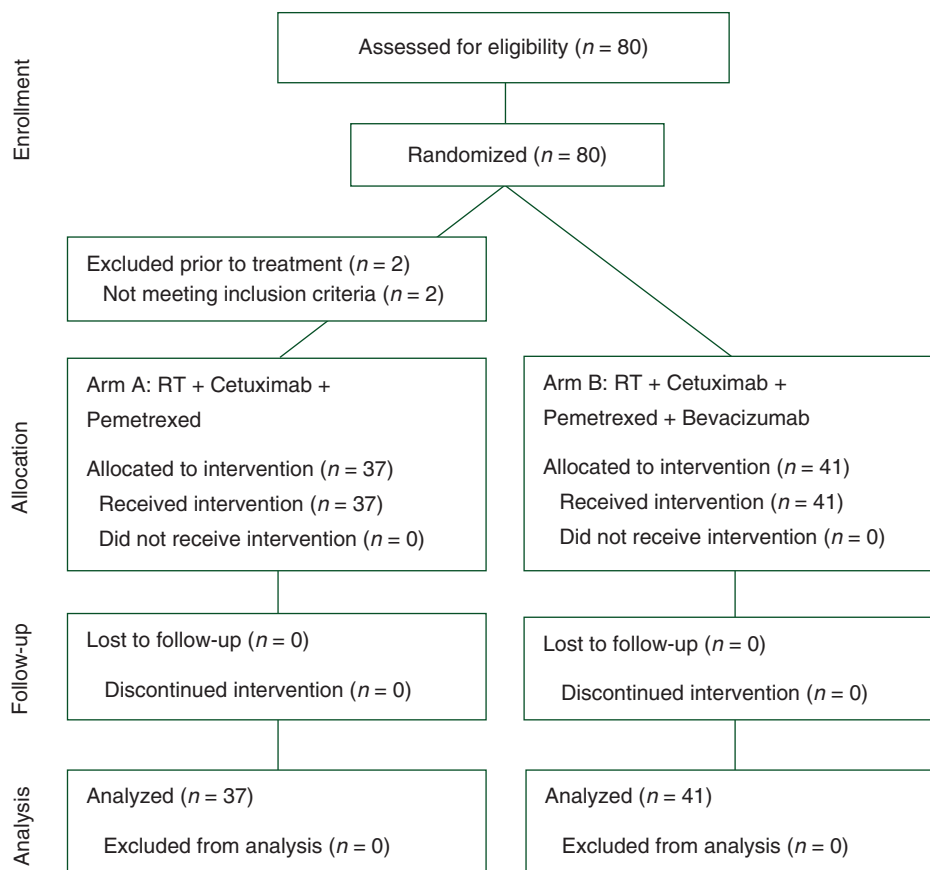 Enrollment
Assessed for eligibility (n = 80)
Randomized (n = 80)
Excluded prior to treatment (n = 2)
Not meeting inclusion criteria (n = 2)
Allocation
Arm A: RT + Cetuximab +
Pemetrexed
Allocated to intervention (n = 37)
Received intervention (n = 37)
Did not receive intervention (n = 0)
Arm B: RT + Cetuximab +
Pemetrexed + Bevacizumab
Allocated to intervention (n = 41)
Received intervention (n = 41)
Did not receive intervention (n = 0)
Follow-up
Lost to follow-up (n = 0)
Discontinued intervention (n = 0)
Lost to follow-up (n = 0)
Discontinued intervention (n = 0)
Analysis
Analyzed (n = 37)
Excluded from analysis (n = 0)
Analyzed (n = 41)
Excluded from analysis (n = 0)